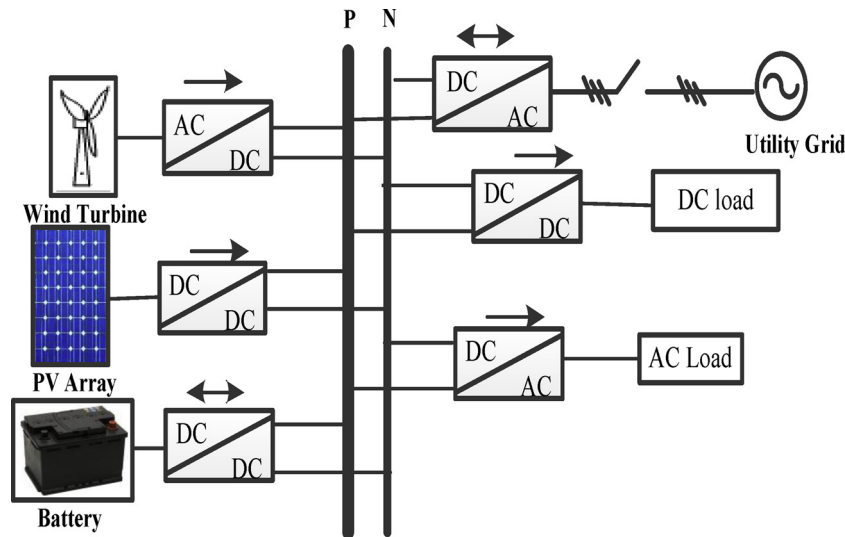 P N
DC
AC
Utility Grid
AC
DC
Wind Turbine
DC
DC
DC load
DC
DC
PV Array
DC
AC
AC Load
DC
DC
Battery